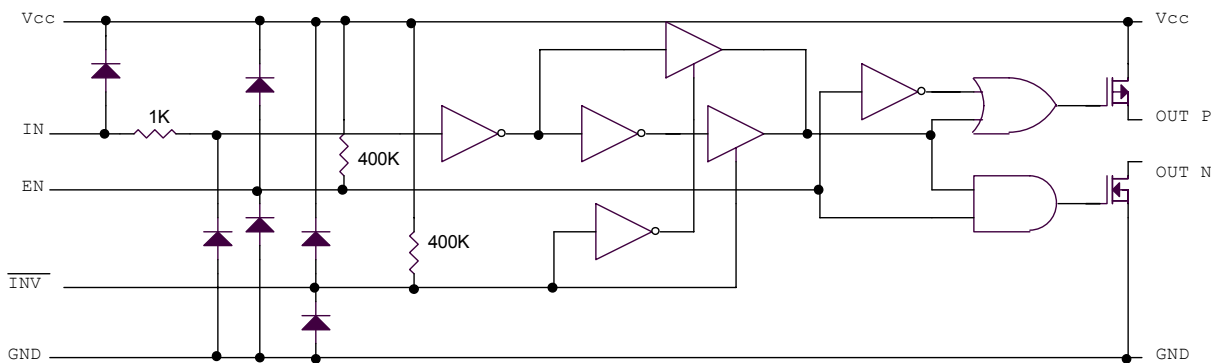 Vcc
Vcc
1K
IN
OUT P
400K
OUT N
EN
400K
INV
GND
GND